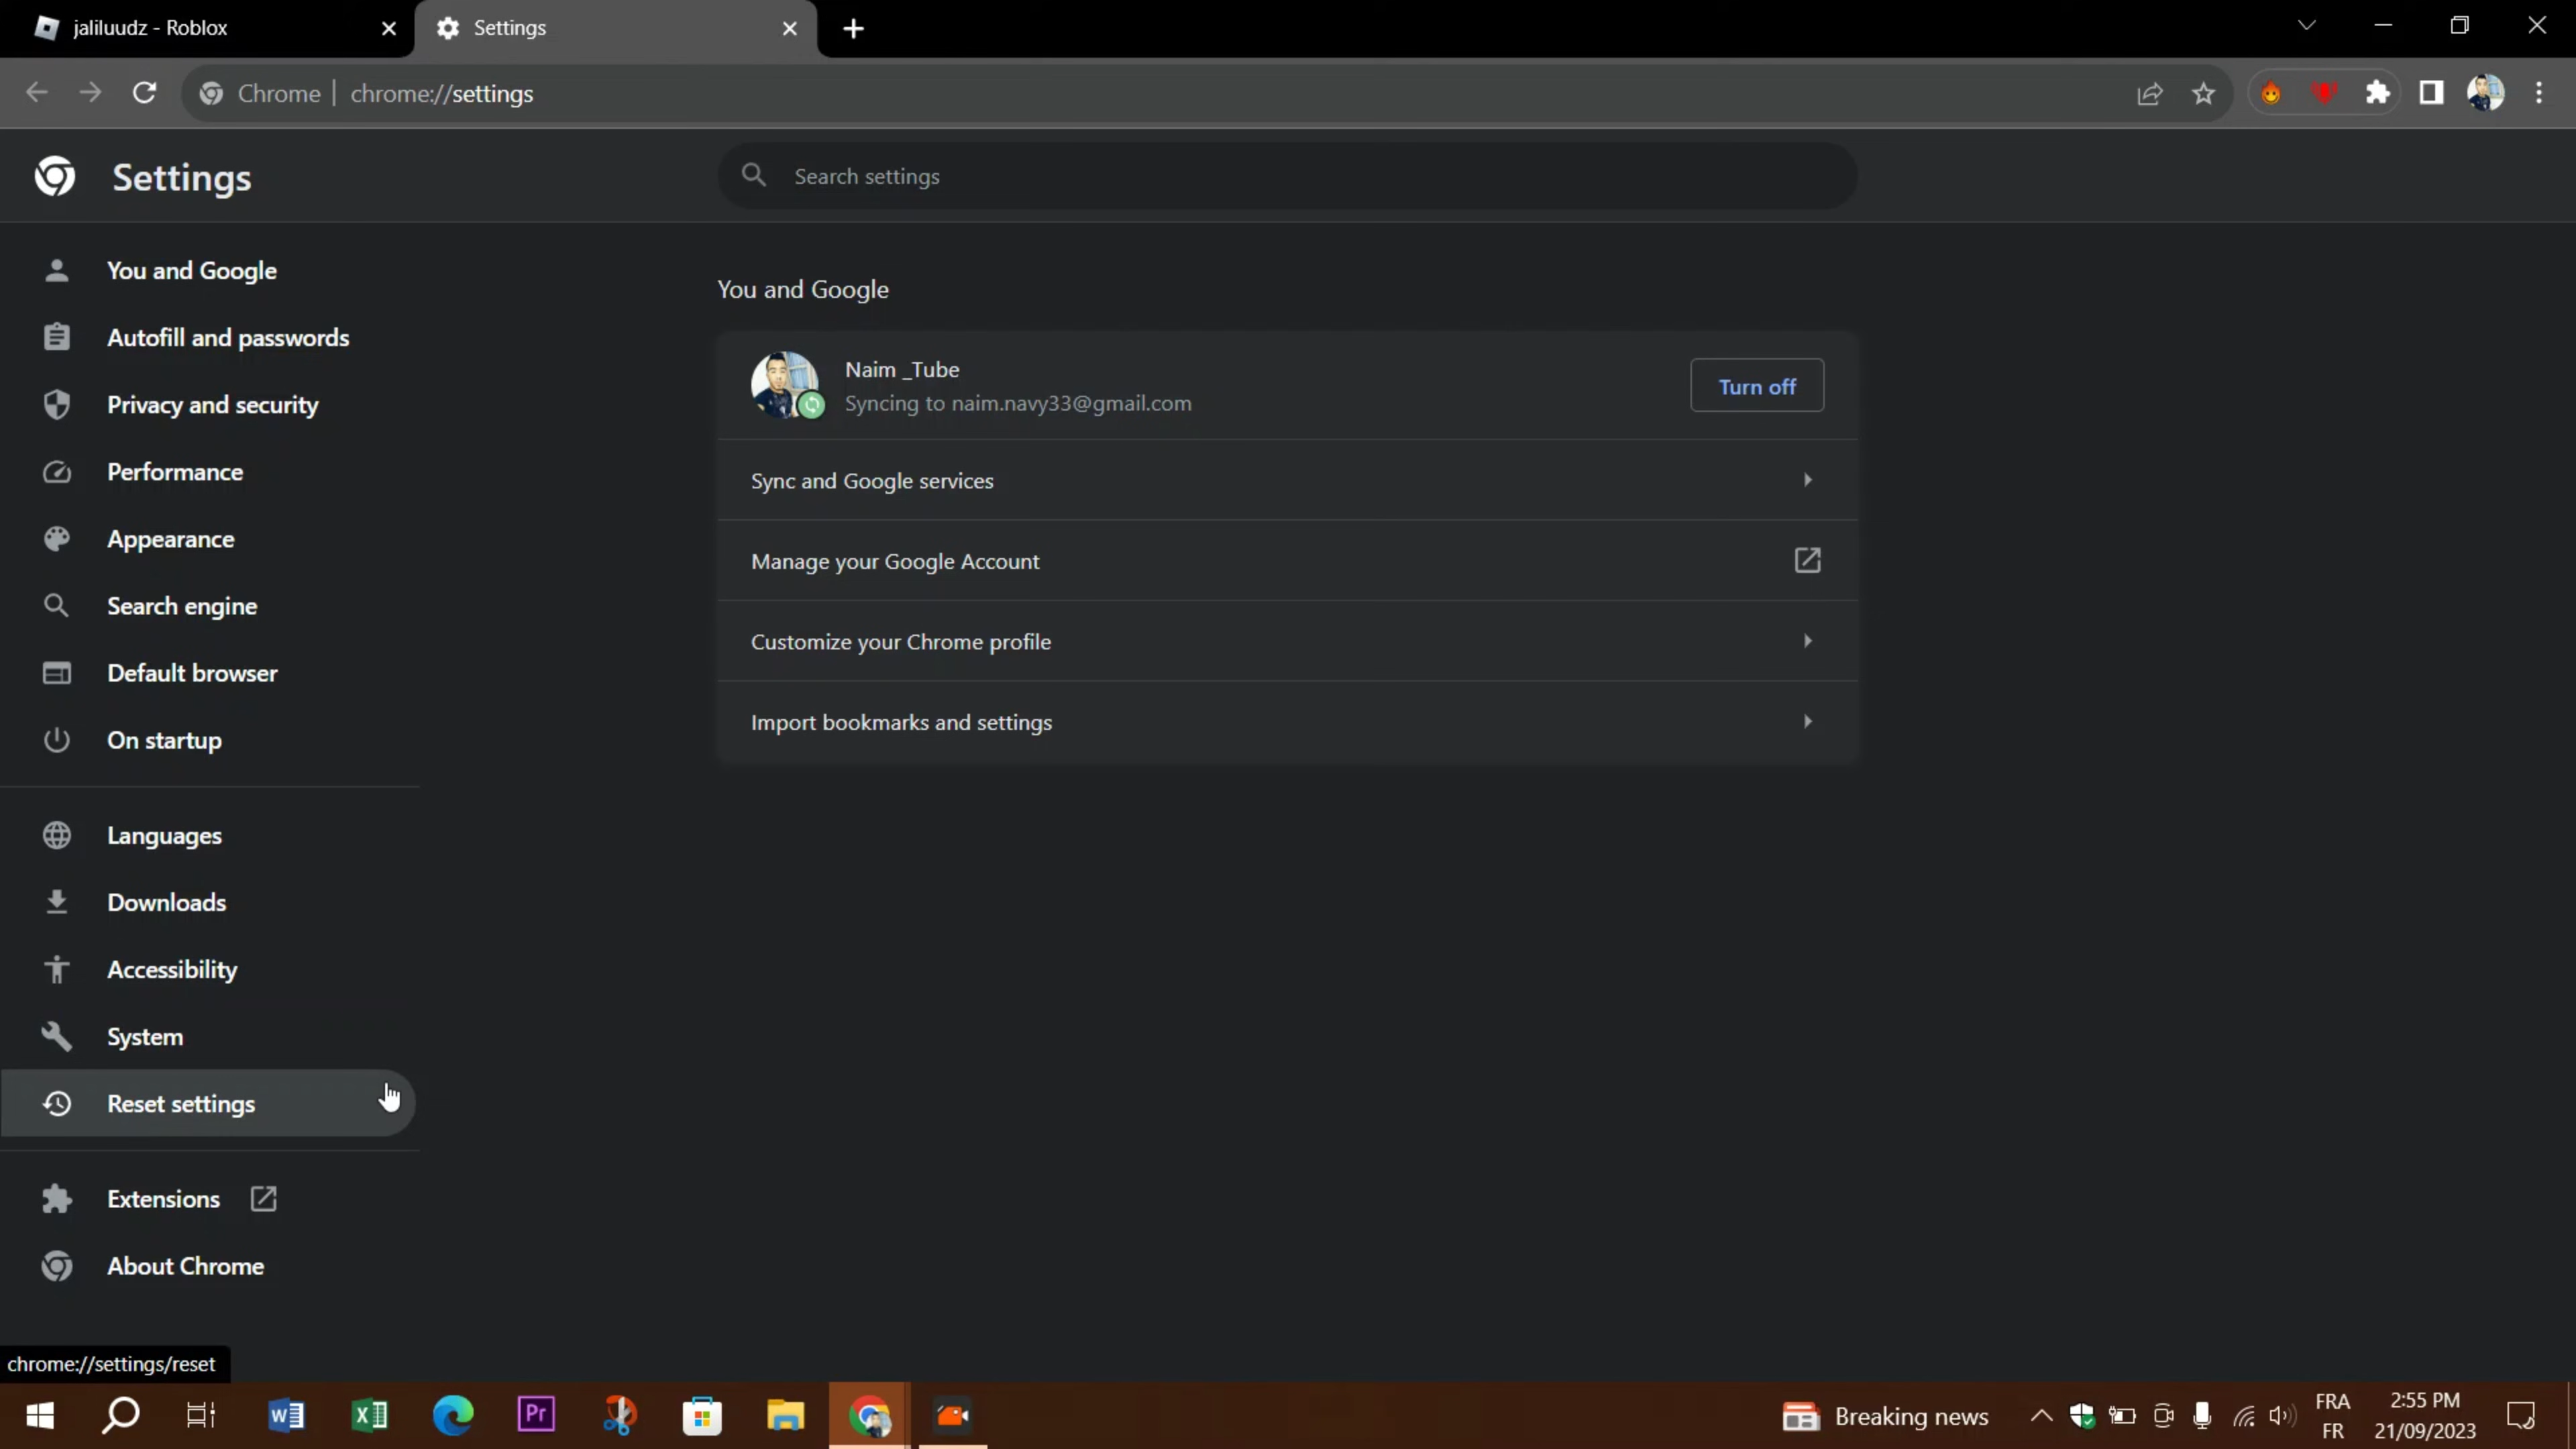 jaliluudz - Roblox
Settings
Chrome | chrome://settings
Settings
Search settings
You and Google
Autofill and passwords
Privacy and security
Performance
Appearance
Search engine
Default browser
On startup
Languages
Downloads
Accessibility
System
Reset settings
Extensions
About Chrome
You and Google
Naim _Tube
Syncing to naim.navy33@gmail.com
Turn off
Sync and Google services
Manage your Google Account
Customize your Chrome profile
Import bookmarks and settings
chrome://settings/reset
Pr
Breaking news
FRA
FR
2:55 PM
21/09/2023